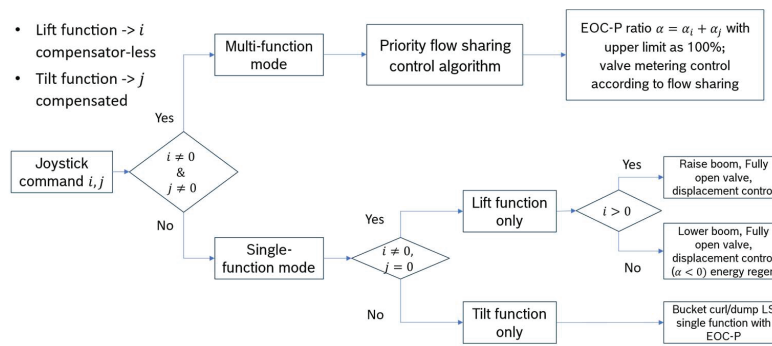 • Lift function -> i
compensator-less
• Tilt function -> j
compensated
Multi-function
mode
Priority flow sharing
control algorithm
EOC-P ratio α = αᵢ + αⱼ with
upper limit as 100%;
valve metering control
according to flow sharing
Yes
Joystick
command i, j
i ≠ 0
&
j ≠ 0
No
Single-
function mode
i ≠ 0,
j = 0
Yes
Lift function
only
i > 0
Yes
Raise boom, Fully
open valve,
displacement contro
No
Lower boom, Fully
open valve,
displacement contro
(α < 0) energy regen
No
Tilt function
only
Bucket curl/dump LS
single function with
EOC-P